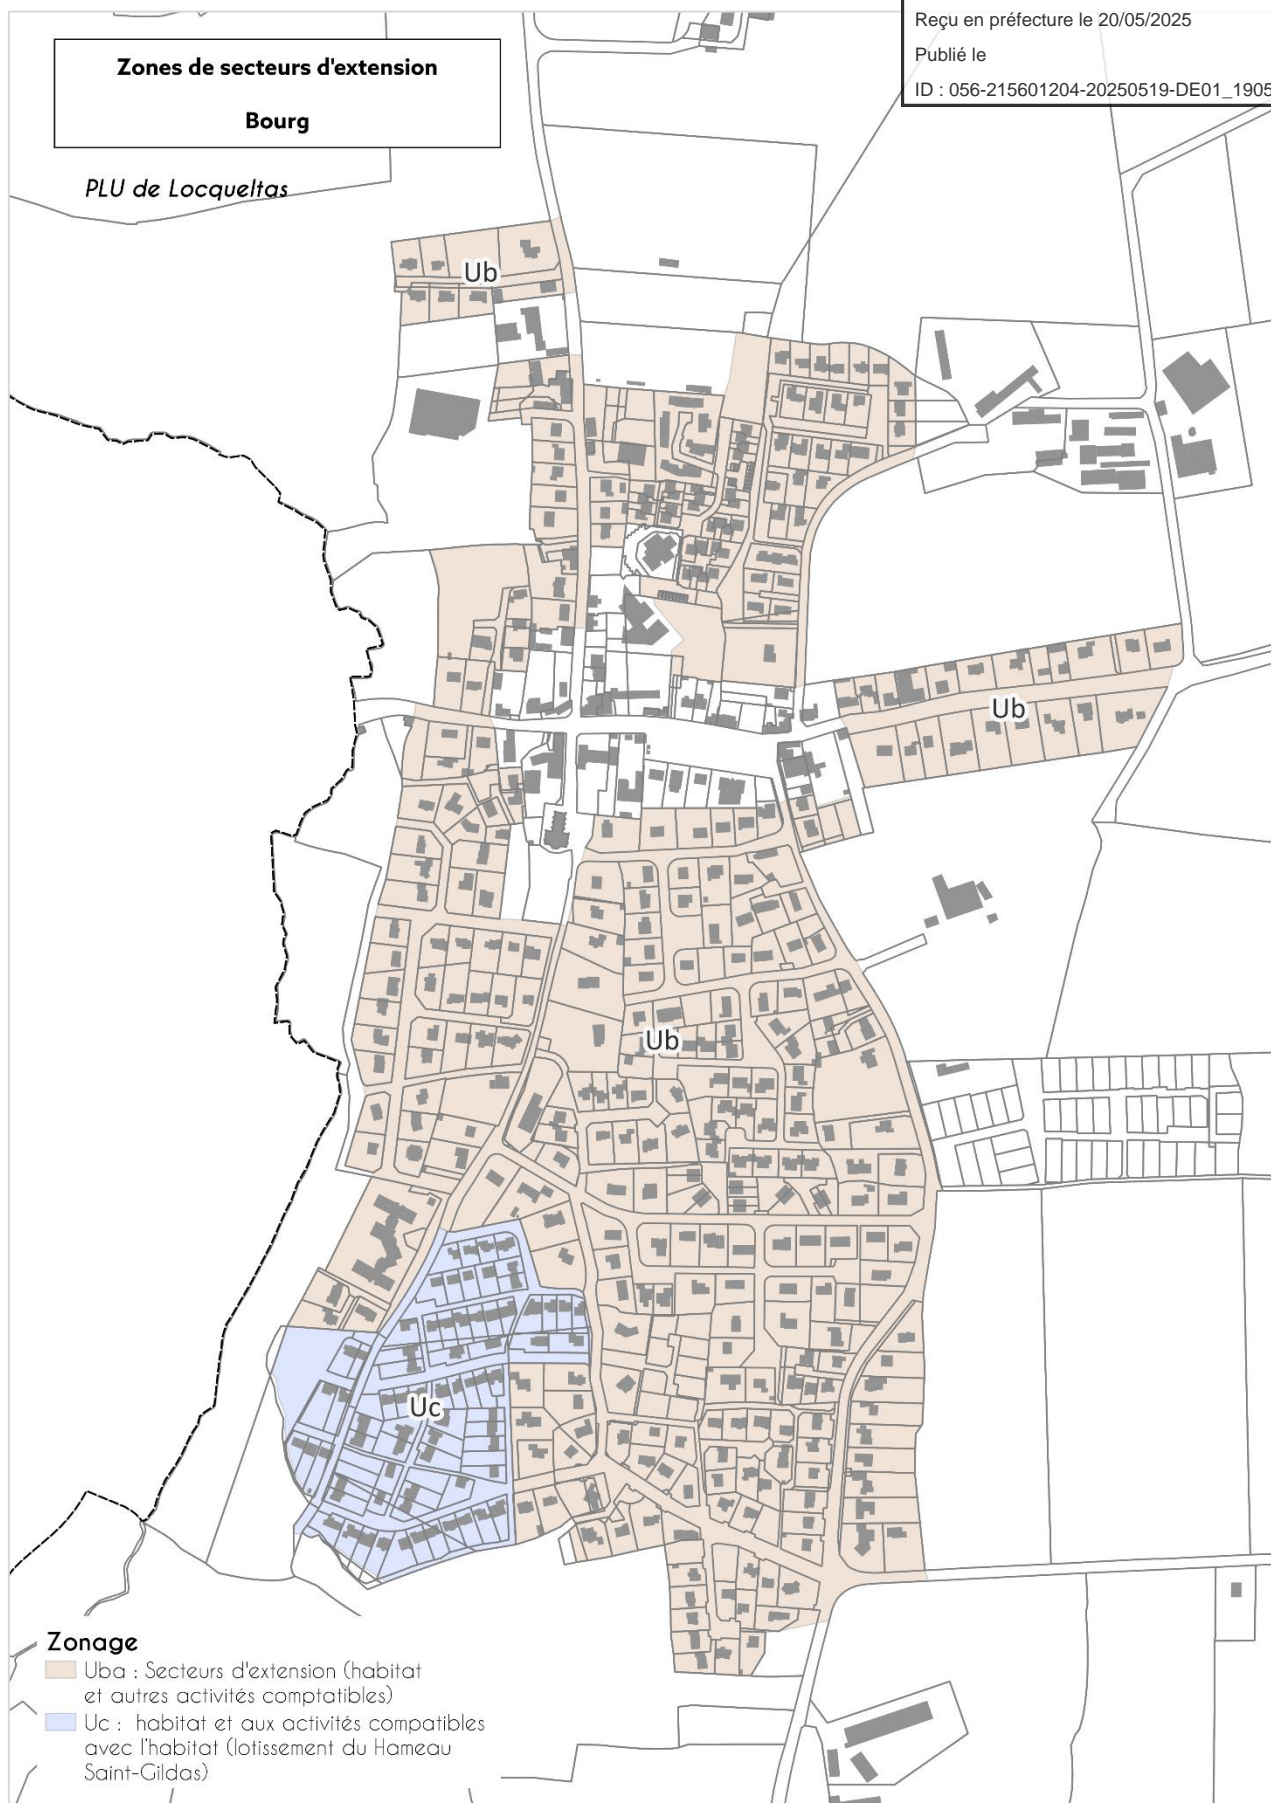 Reçu en préfecture le 20/05/2025
Publié le
ID : 056-215601204-20250519-DE01_1905
Zones de secteurs d'extension
Bourg
PLU de Locqueltas
Ub
Ub
Ub
Uc
Zonage
Uba : Secteurs d'extension (habitat
et autres activités comptatibles)
Uc : habitat et aux activités compatibles
avec l'habitat (lotissement du Hameau
Saint-Gildas)